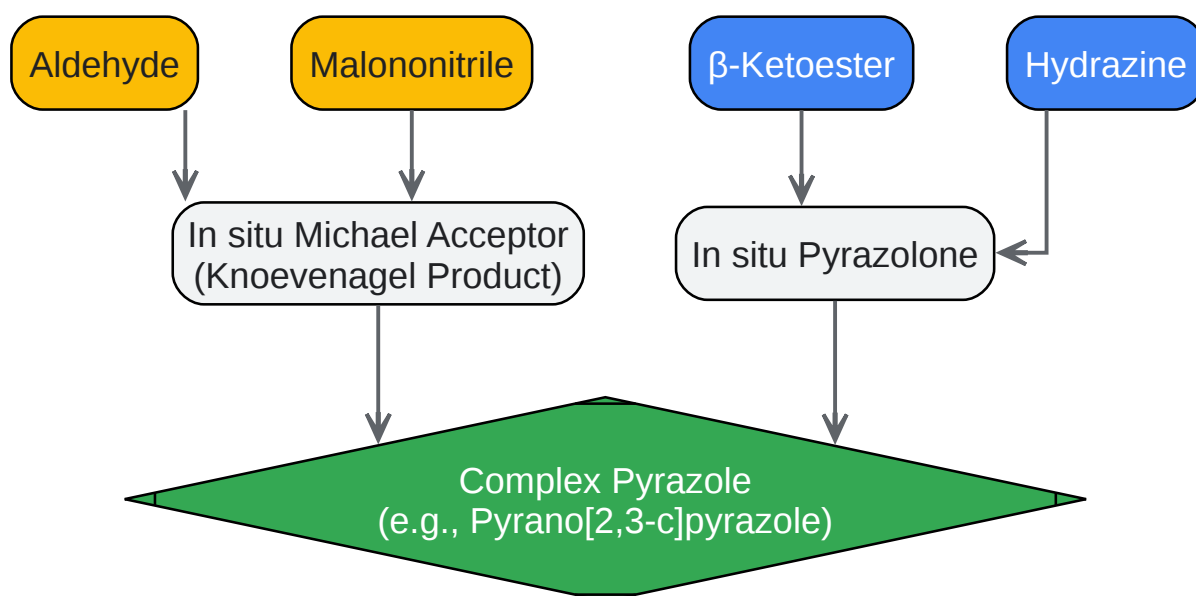 Aldehyde
Malononitrile
β-Ketoester
Hydrazine
In situ Michael Acceptor
(Knoevenagel Product)
In situ Pyrazolone
Complex Pyrazole
(e.g., Pyrano[2,3-c]pyrazole)